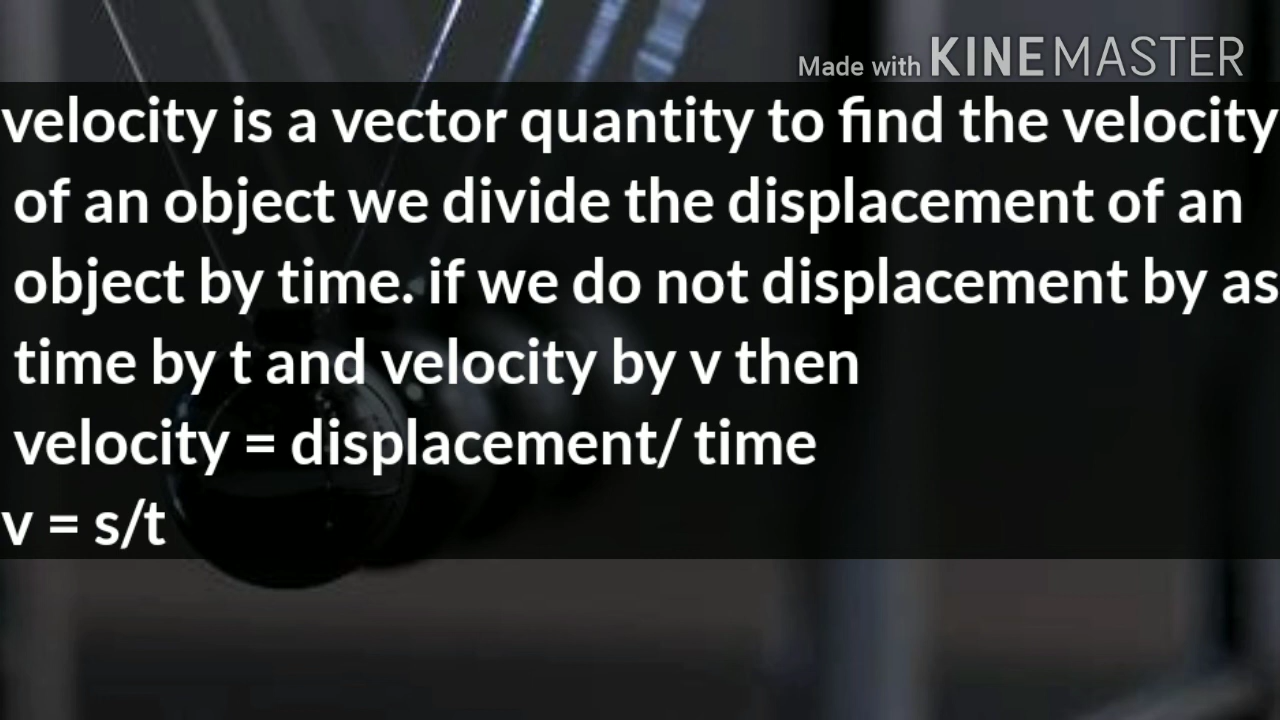 Made with KINEMASTER
velocity is a vector quantity to find the velocity
of an object we divide the displacement of an
object by time. if we do not displacement by as
time by t and velocity by v then
velocity = displacement/ time
v = s/t